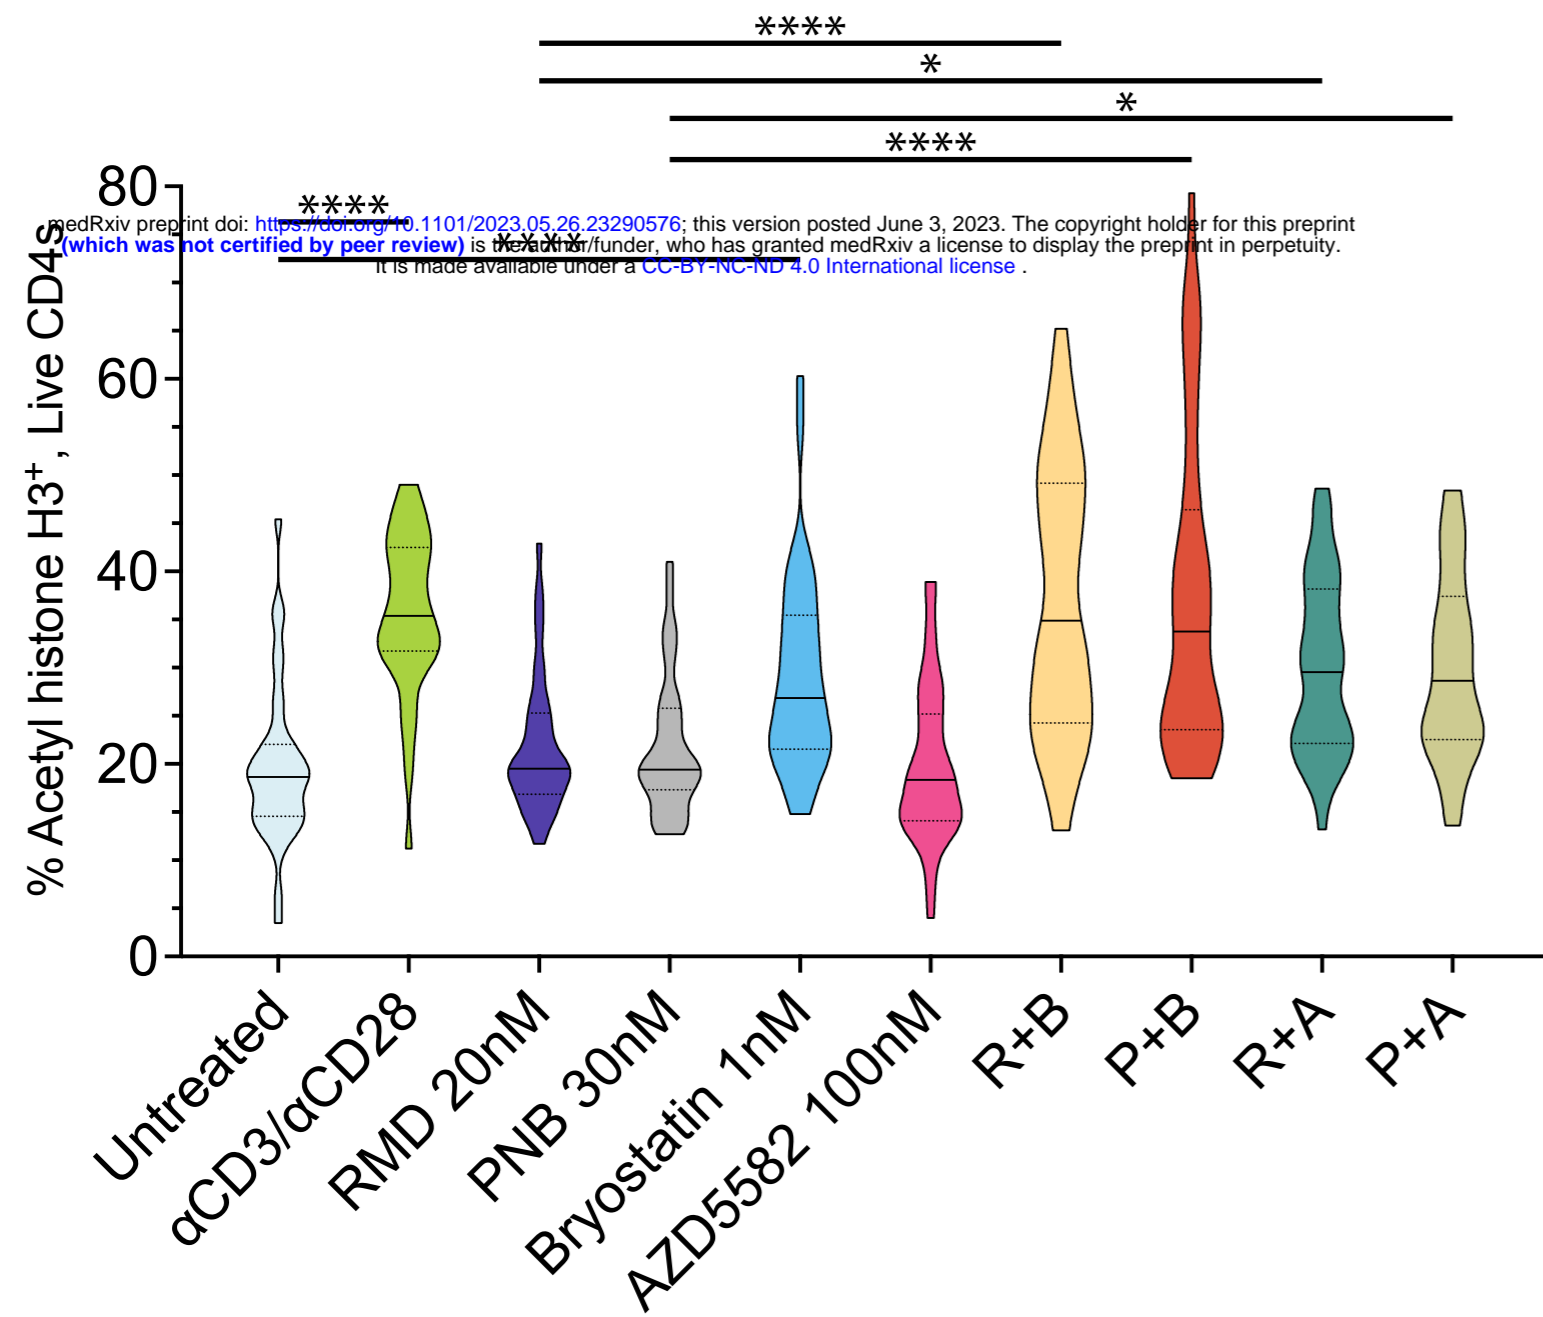 ****
*
*
****
80
****
medRxiv preprint doi: https://doi.org/10.1101/2023.05.26.23290576; this version posted June 3, 2023. The copyright holder for this preprint
(which was not certified by peer review) is the author/funder, who has granted medRxiv a license to display the preprint in perpetuity.
****
It is made available under a CC-BY-NC-ND 4.0 International license .
% Acetyl histone H3⁺, Live CD4s
60
40
20
0
Untreated
αCD3/αCD28
RMD 20nM
PNB 30nM
Bryostatin 1nM
AZD5582 100nM
R+B
P+B
R+A
P+A